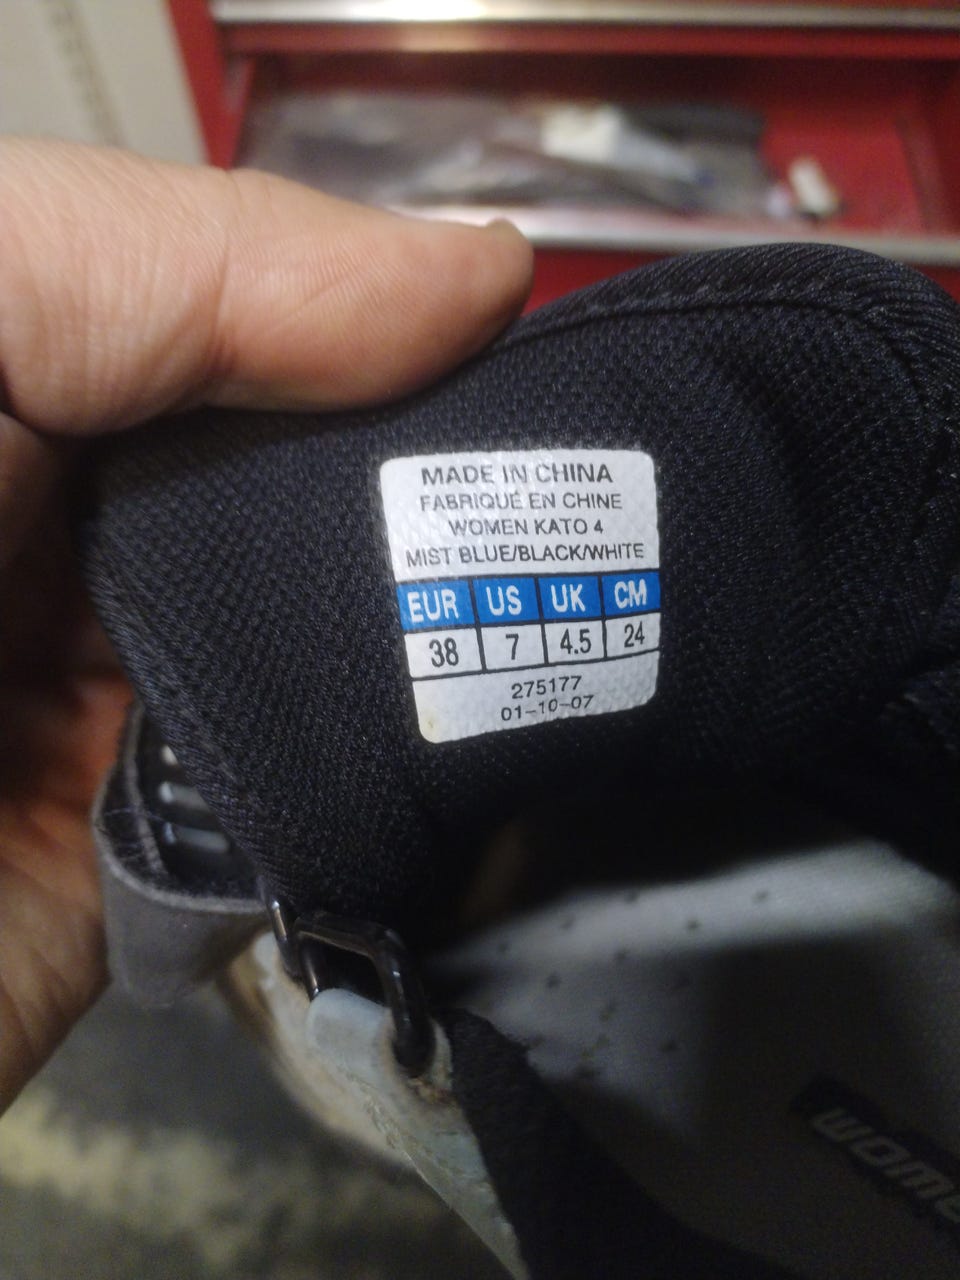 MADE IN CHINA
FABRIQUE EN CHINE
WOMEN KATO 4
MIST BLUE/BLACK/WHITE
EUR US UK CM
38 7 4.5 24
275177
01-10-07